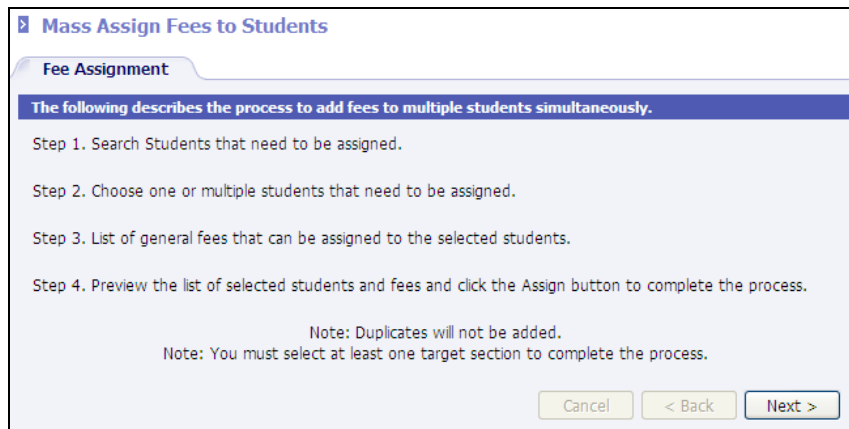 Mass Assign Fees to Students
Fee Assignment
The following describes the process to add fees to multiple students simultaneously.
Step 1. Search Students that need to be assigned.
Step 2. Choose one or multiple students that need to be assigned.
Step 3. List of general fees that can be assigned to the selected students.
Step 4. Preview the list of selected students and fees and click the Assign button to complete the process.
Note: Duplicates will not be added.
Note: You must select at least one target section to complete the process.
Cancel < Back Next >